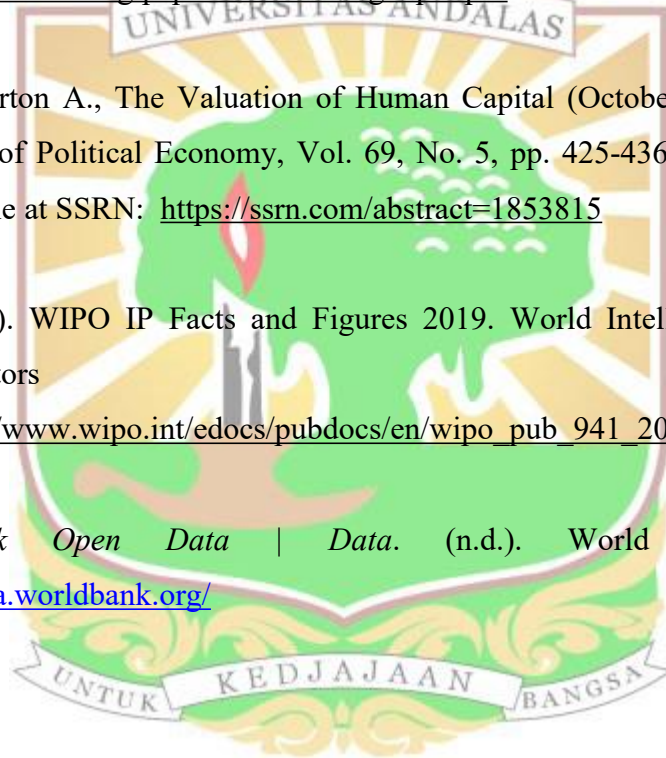 UNIVERSITAS ANDALAS
rton A., The Valuation of Human Capital (Octobe
of Political Economy, Vol. 69, No. 5, pp. 425-436
e at SSRN: https://ssrn.com/abstract=1853815
). WIPO IP Facts and Figures 2019. World Intel
tors
/www.wipo.int/edocs/pubdocs/en/wipo_pub_941_20
k Open Data | Data. (n.d.). World
a.worldbank.org/
UNTUK KEDJAJAAN BANGSA